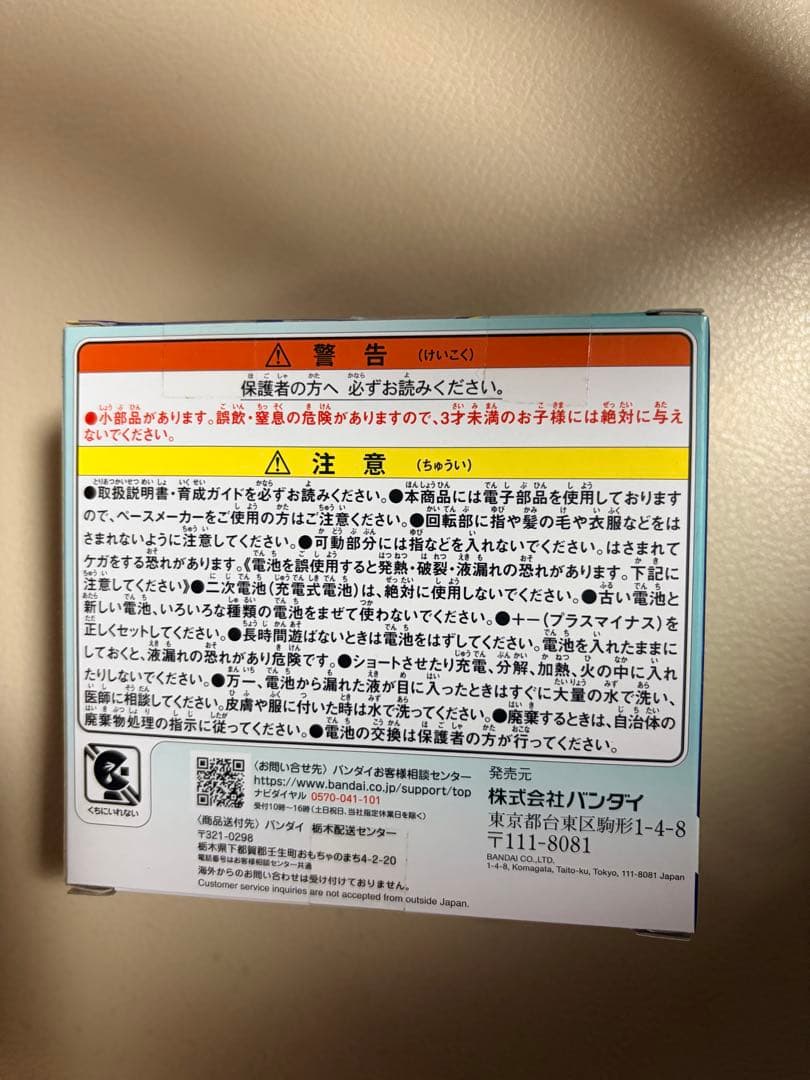 ⚠ 警告 (けいこく)
保護者の方へ 必ずお読みください。
●小部品があります。誤飲・窒息の危険がありますので、3才未満のお子様には絶対に与え
ないでください。
⚠ 注意 (ちゅうい)
●取扱説明書・育成ガイドを必ずお読みください。●本商品には電子部品を使用しております
ので、ペースメーカーをご使用の方はご注意ください。●回転部に指や髪の毛や衣服などをは
さまれないように注意してください。●可動部分には指などを入れないでください。はさまれて
ケガをする恐れがあります。《電池を誤使用すると発熱・破裂・液漏れの恐れがあります。下記に
注意してください》●二次電池(充電式電池)は、絶対に使用しないでください。●古い電池と
新しい電池、いろいろな種類の電池をまぜて使わないでください。●+−(プラスマイナス)を
正しくセットしてください。●長時間遊ばないときは電池をはずしてください。電池を入れたままに
しておくと、液漏れの恐れがあり危険です。●ショートさせたり充電、分解、加熱、火の中に入れ
たりしないでください。●万一、電池から漏れた液が目に入ったときはすぐに大量の水で洗い、
医師に相談してください。皮膚や服に付いた時は水で洗ってください。●廃棄するときは、自治体の
廃棄物処理の指示に従ってください。●電池の交換は保護者の方が行ってください。
くちにいれない
〈お問い合せ先〉バンダイお客様相談センター
https://www.bandai.co.jp/support/top
ナビダイヤル 0570-041-101
受付10時〜16時(土日祝日、当社指定休業日を除く)
〈商品送付先〉バンダイ 栃木配送センター
〒321-0298
栃木県下都賀郡壬生町おもちゃのまち4-2-20
電話番号はお客様相談センター共通
海外からのお問い合わせは受け付けておりません。
Customer service inquiries are not accepted from outside Japan.
発売元
株式会社バンダイ
東京都台東区駒形1-4-8
〒111-8081
BANDAI CO.,LTD.
1-4-8, Komagata, Taito-ku, Tokyo, 111-8081 Japan